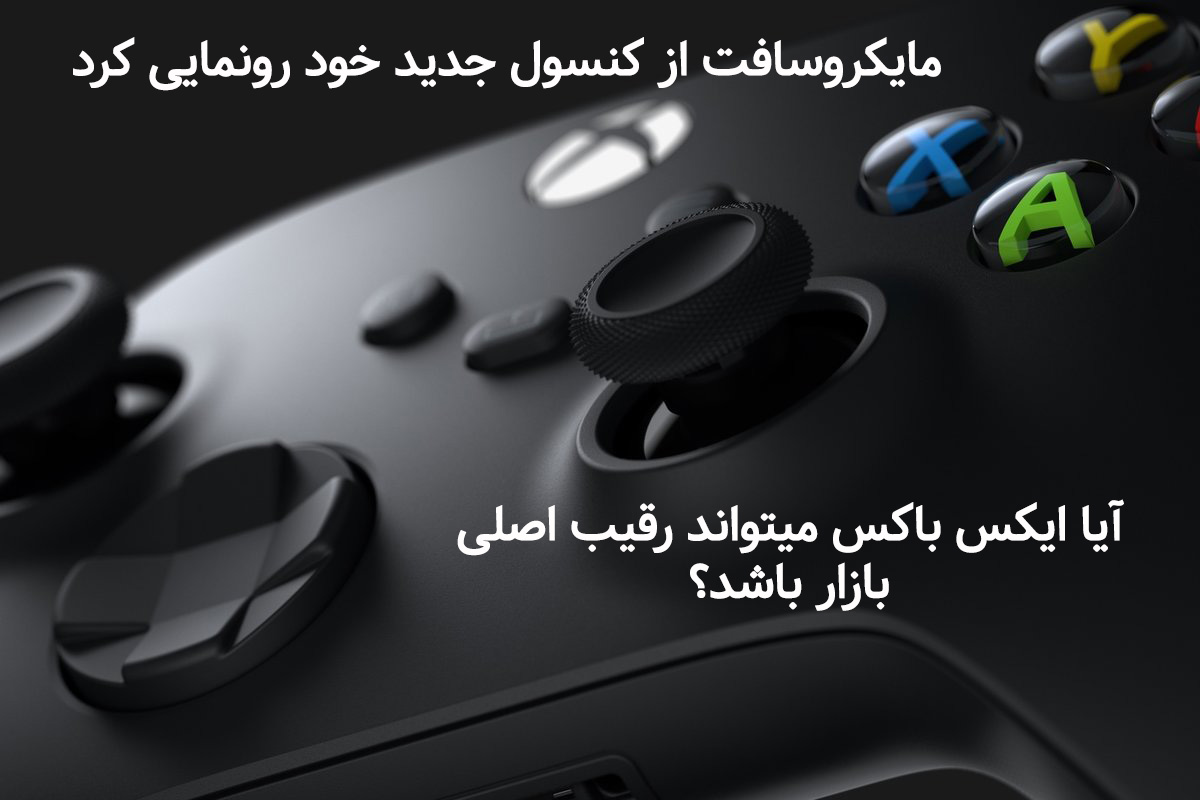 مایکروسافت از کنسول جدید خود رونمایی کرد
Y
X
A
آیا ایکس باکس میتواند رقیب اصلی
بازار باشد؟